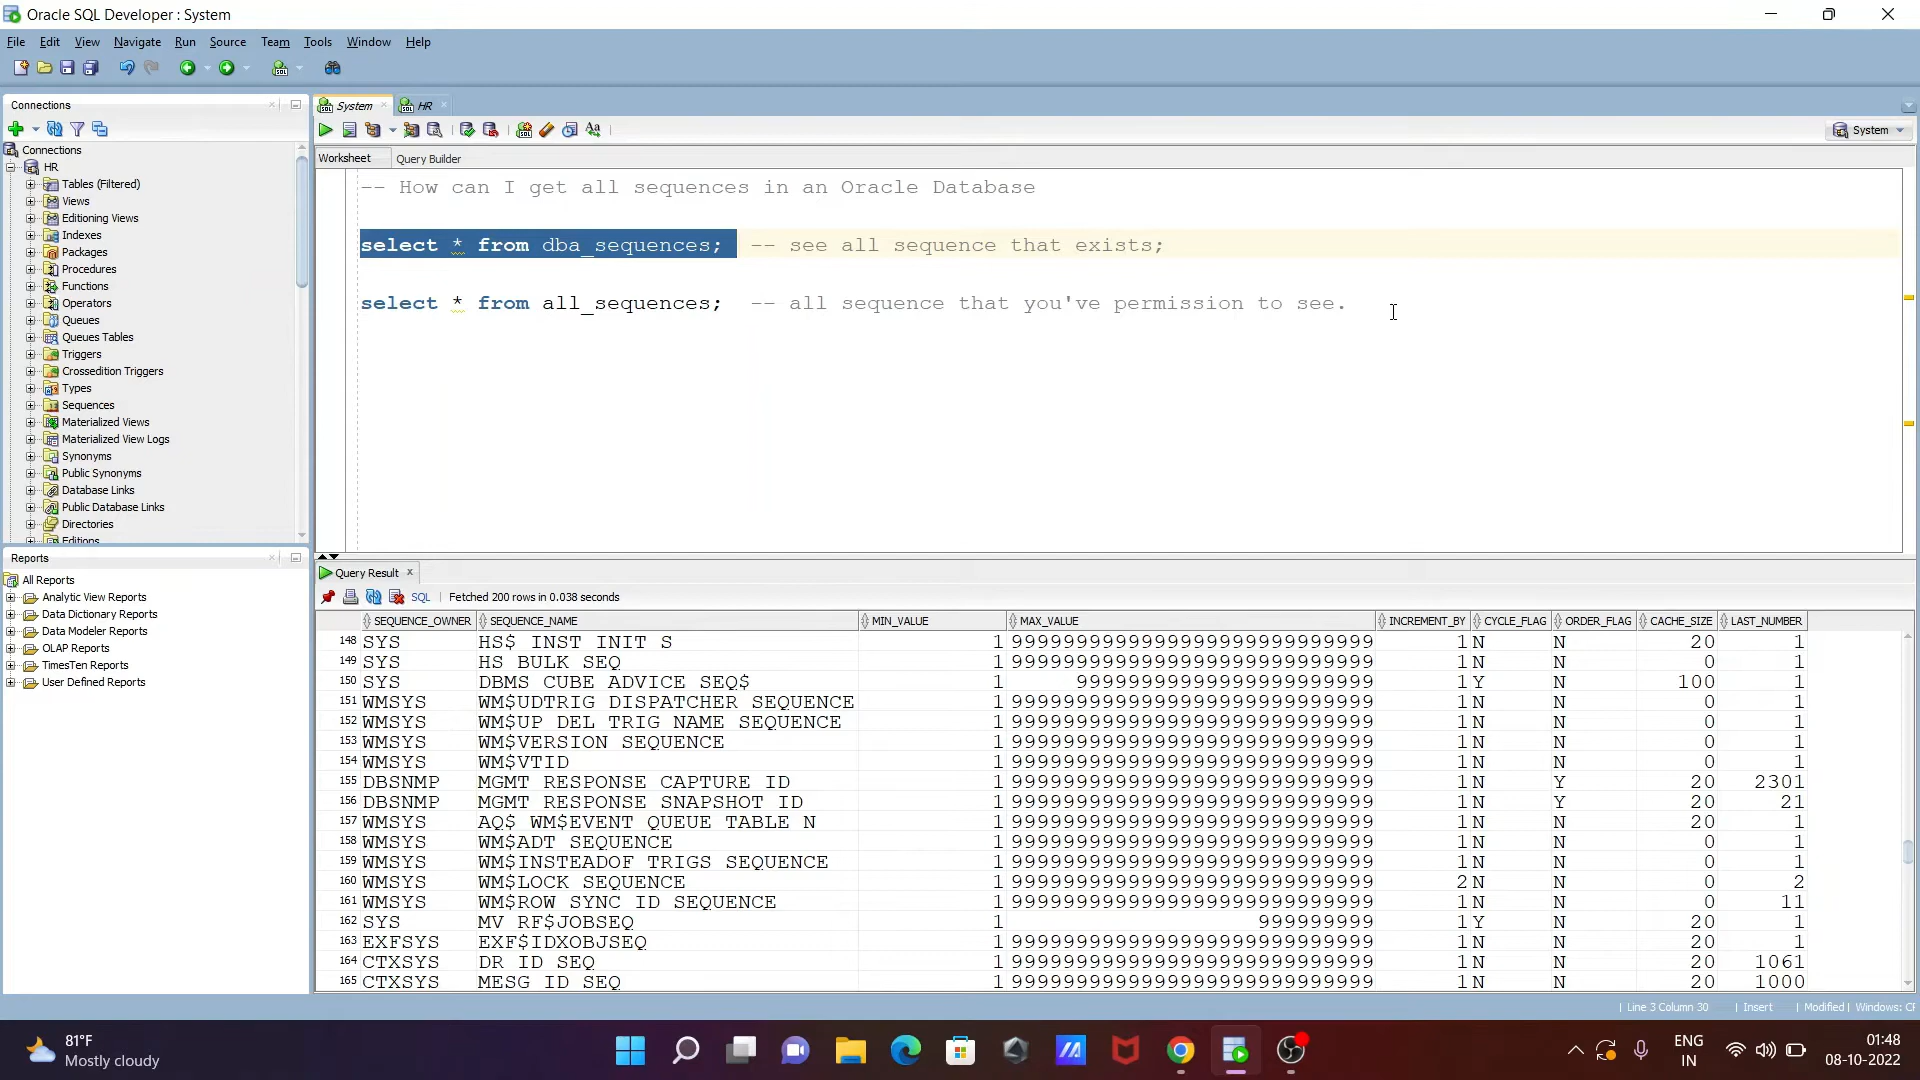 Oracle SQL Developer : System
File Edit View Navigate Run Source Team Tools Window Help
Connections
System HR
System
Connections
HR
Tables (Filtered)
Views
Editioning Views
Indexes
Packages
Procedures
Functions
Operators
Queues
Queues Tables
Triggers
Crossedition Triggers
Types
Sequences
Materialized Views
Materialized View Logs
Synonyms
Public Synonyms
Database Links
Public Database Links
Directories
Editions
Worksheet Query Builder
-- How can I get all sequences in an Oracle Database
select * from dba_sequences; -- see all sequence that exists;
select * from all_sequences; -- all sequence that you've permission to see.
Reports
All Reports
Analytic View Reports
Data Dictionary Reports
Data Modeler Reports
OLAP Reports
TimesTen Reports
User Defined Reports
Query Result
SQL Fetched 200 rows in 0.038 seconds
SEQUENCE_OWNER SEQUENCE_NAME MIN_VALUE MAX_VALUE INCREMENT_BY CYCLE_FLAG ORDER_FLAG CACHE_SIZE LAST_NUMBER
148 SYS HS$_INST_INIT_S 1 9999999999999999999999999999 1 N N 20 1
149 SYS HS_BULK_SEQ 1 9999999999999999999999999999 1 N N 0 1
150 SYS DBMS_CUBE_ADVICE_SEQ$ 1 99999999999999999999999 1 Y N 100 1
151 WMSYS WM$UDTRIG_DISPATCHER_SEQUENCE 1 9999999999999999999999999999 1 N N 0 1
152 WMSYS WM$UP_DEL_TRIG_NAME_SEQUENCE 1 9999999999999999999999999999 1 N N 0 1
153 WMSYS WM$VERSION_SEQUENCE 1 9999999999999999999999999999 1 N N 0 1
154 WMSYS WM$VTID 1 9999999999999999999999999999 1 N N 0 1
155 DBSNMP MGMT_RESPONSE_CAPTURE_ID 1 9999999999999999999999999999 1 N Y 20 2301
156 DBSNMP MGMT_RESPONSE_SNAPSHOT_ID 1 9999999999999999999999999999 1 N Y 20 21
157 WMSYS AQ$_WM$EVENT_QUEUE_TABLE_N 1 9999999999999999999999999999 1 N N 20 1
158 WMSYS WM$ADT_SEQUENCE 1 9999999999999999999999999999 1 N N 0 1
159 WMSYS WM$INSTEADOF_TRIGS_SEQUENCE 1 9999999999999999999999999999 1 N N 0 1
160 WMSYS WM$LOCK_SEQUENCE 1 9999999999999999999999999999 2 N N 0 2
161 WMSYS WM$ROW_SYNC_ID_SEQUENCE 1 9999999999999999999999999999 1 N N 0 11
162 SYS MV_RF$JOBSEQ 1 999999999 1 Y N 20 1
163 EXFSYS EXF$IDXOBJSEQ 1 9999999999999999999999999999 1 N N 20 1
164 CTXSYS DR_ID_SEQ 1 9999999999999999999999999999 1 N N 20 1061
165 CTXSYS MESG_ID_SEQ 1 9999999999999999999999999999 1 N N 20 1000
Line 3 Column 30 Insert Modified Windows: CF
81°F
Mostly cloudy
ENG
IN
01:48
08-10-2022